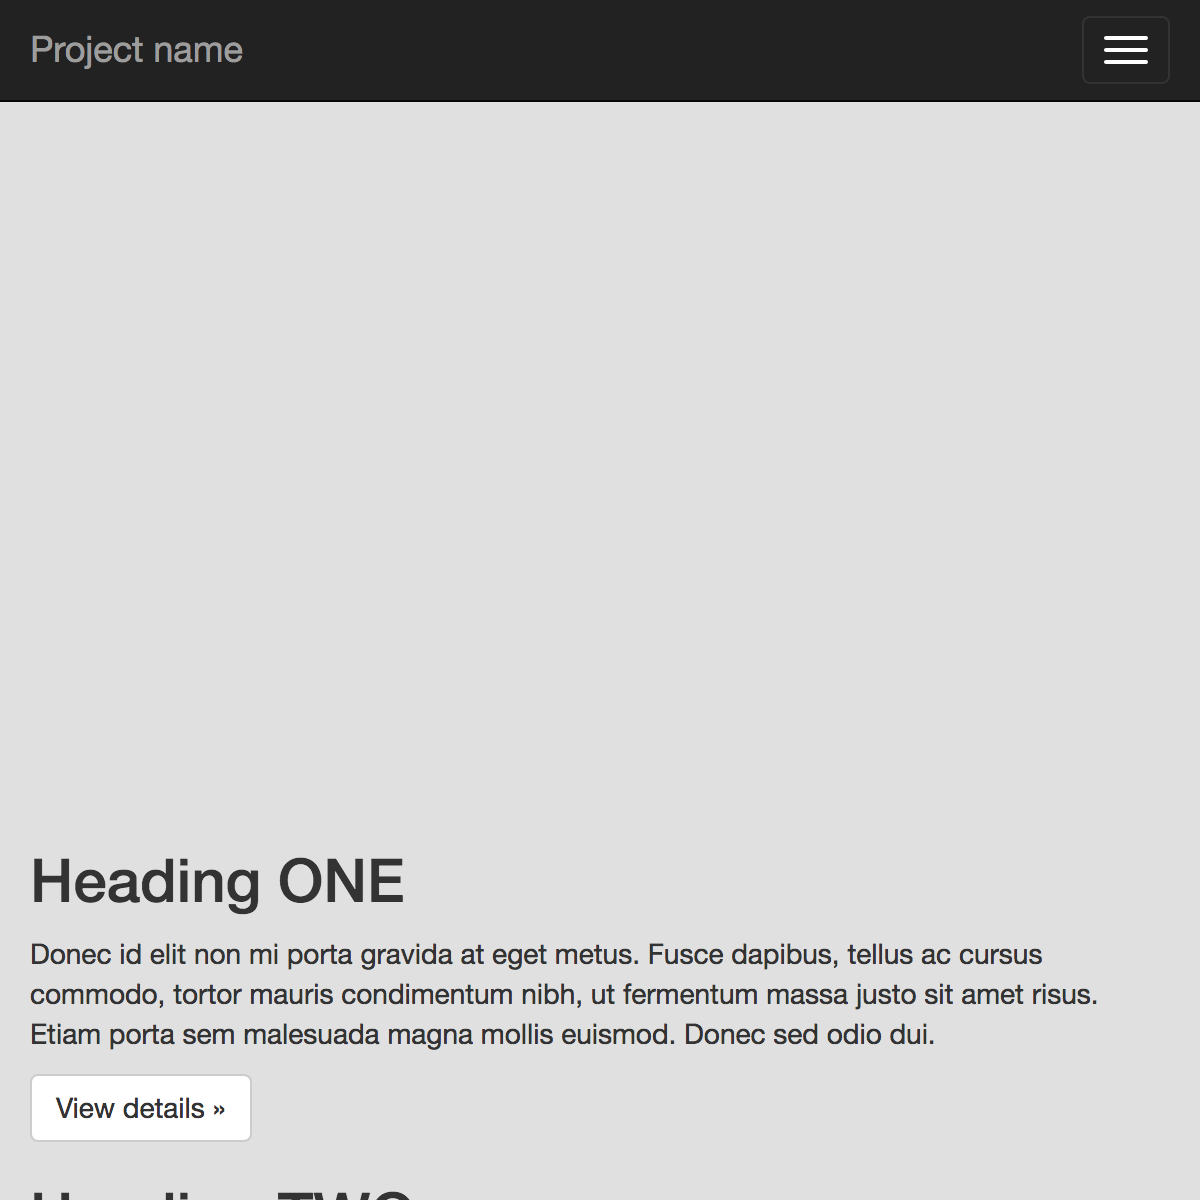 Project name
Heading ONE
Donec id elit non mi porta gravida at eget metus. Fusce dapibus, tellus ac cursus
commodo, tortor mauris condimentum nibh, ut fermentum massa justo sit amet risus.
Etiam porta sem malesuada magna mollis euismod. Donec sed odio dui.
View details »
Heading TWO